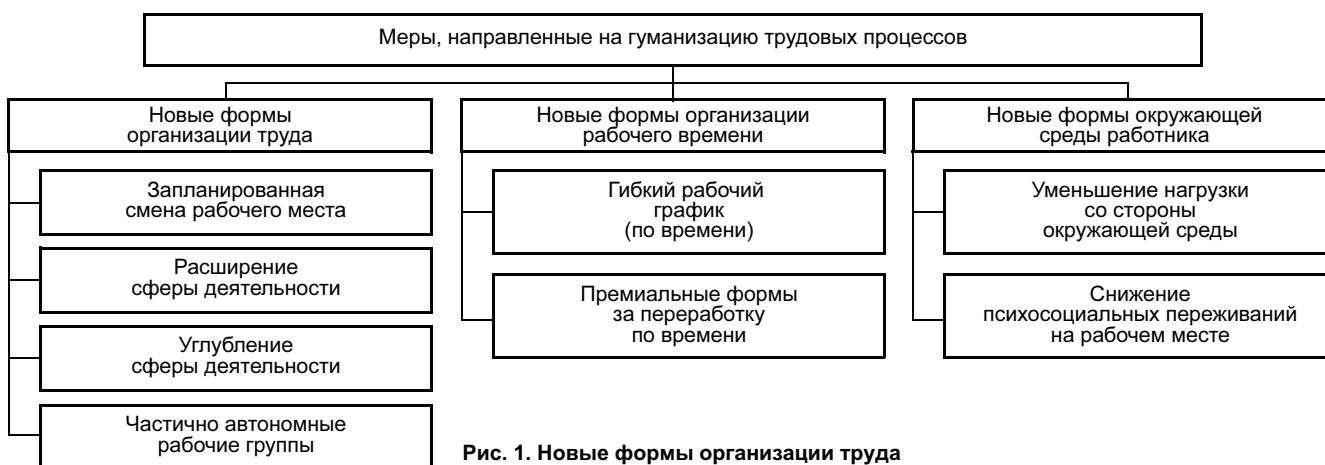 Меры, направленные на гуманизацию трудовых процессов
Новые формы
организации труда
Запланированная
смена рабочего места
Расширение
сферы деятельности
Углубление
сферы деятельности
Частично автономные
рабочие группы
Новые формы организации
рабочего времени
Гибкий рабочий
график
(по времени)
Премиальные формы
за переработку
по времени
Новые формы окружающей
среды работника
Уменьшение нагрузки
со стороны
окружающей среды
Снижение
психосоциальных переживаний
на рабочем месте
Рис. 1. Новые формы организации труда